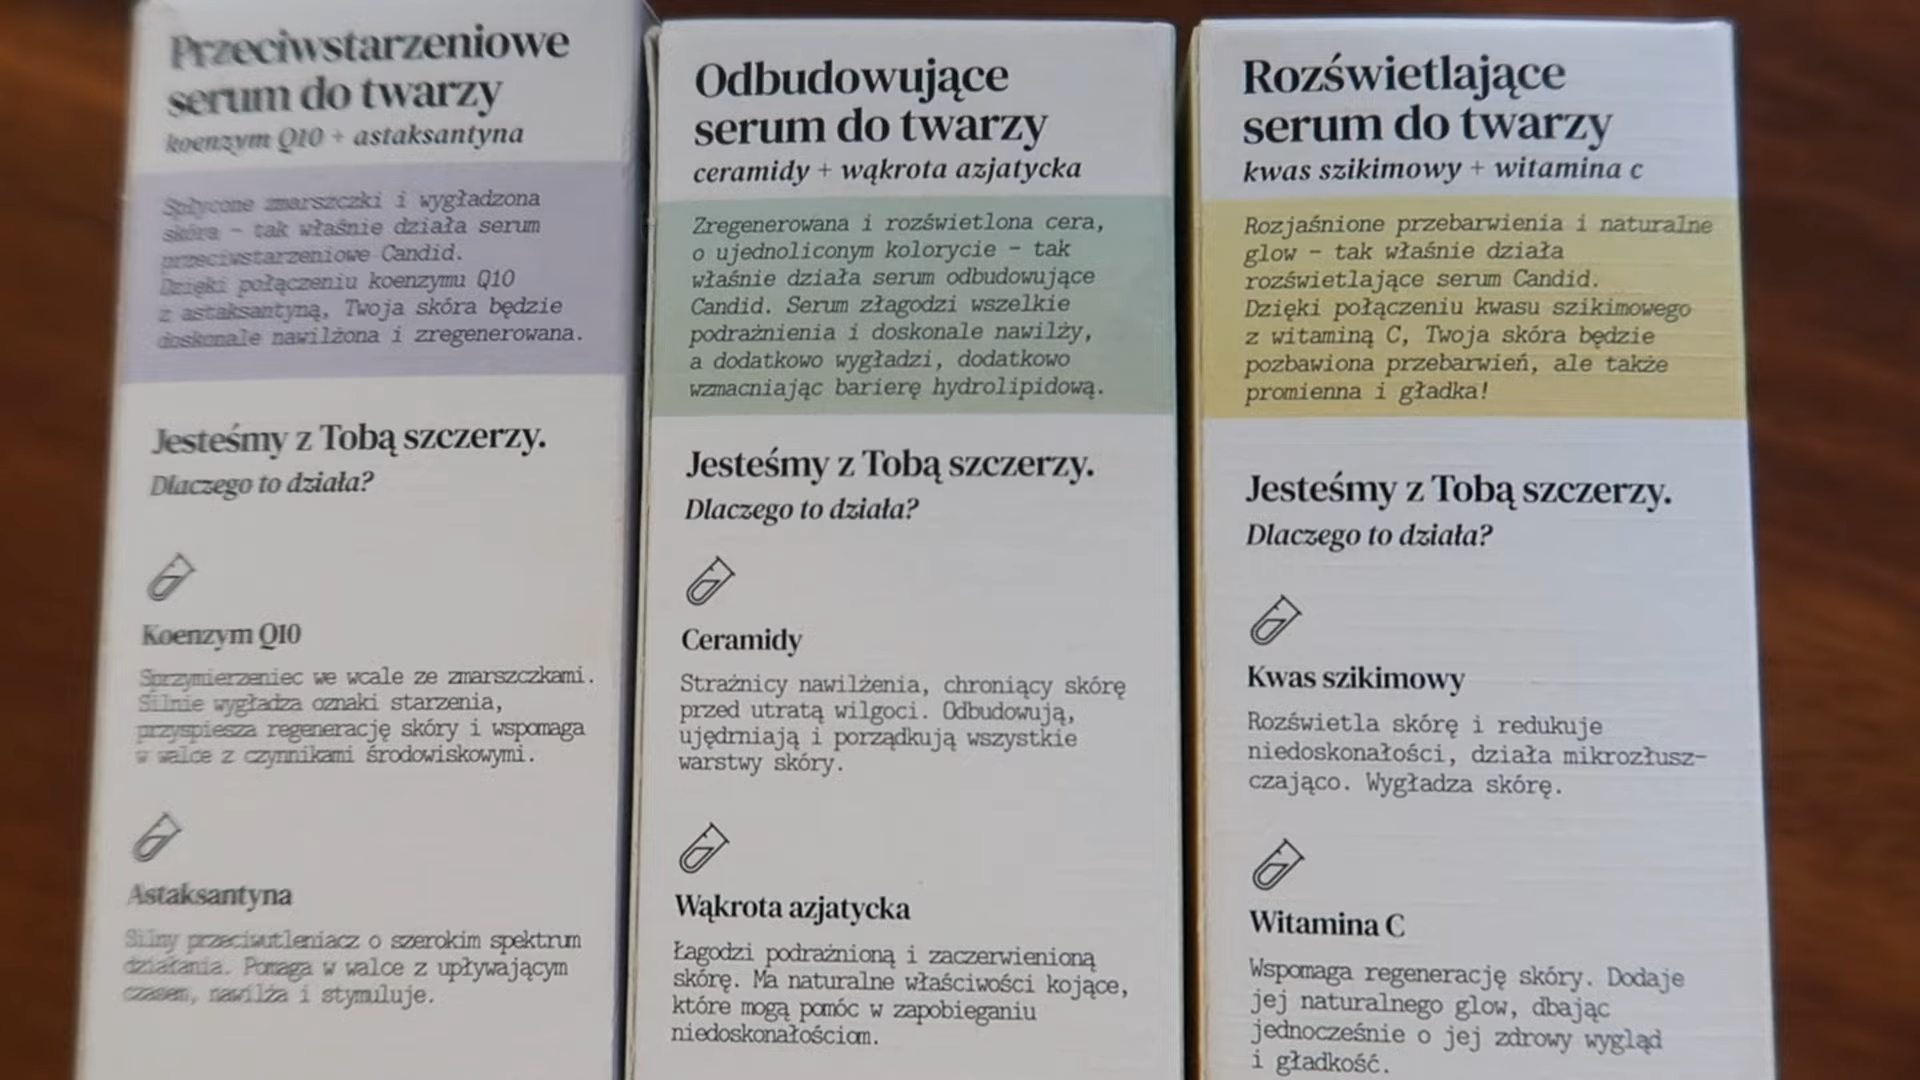 Przeciwstarzeniowe
serum do twarzy
koenzym Q10 + astaksantyna
Spłycone zmarszczki i wygładzona
skóra – tak właśnie działa serum
przeciwstarzeniowe Candid.
Dzięki połączeniu koenzymu Q10
z astaksantyną, Twoja skóra będzie
doskonale nawilżona i zregenerowana.
Jesteśmy z Tobą szczerzy.
Dlaczego to działa?
Koenzym Q10
Sprzymierzeniec we wcale ze zmarszczkami.
Silnie wygładza oznaki starzenia,
przyspiesza regenerację skóry i wspomaga
w walce z czynnikami środowiskowymi.
Astaksantyna
Silny przeciwutleniacz o szerokim spektrum
działania. Pomaga w walce z upływającym
czasem, nawilża i stymuluje.
Odbudowujące
serum do twarzy
ceramidy + wąkrota azjatycka
Zregenerowana i rozświetlona cera,
o ujednoliconym kolorycie – tak
właśnie działa serum odbudowujące
Candid. Serum złagodzi wszelkie
podrażnienia i doskonale nawilży,
a dodatkowo wygładzi, dodatkowo
wzmacniając barierę hydrolipidową.
Jesteśmy z Tobą szczerzy.
Dlaczego to działa?
Ceramidy
Strażnicy nawilżenia, chroniący skórę
przed utratą wilgoci. Odbudowują,
ujędrniają i porządkują wszystkie
warstwy skóry.
Wąkrota azjatycka
Łagodzi podrażnioną i zaczerwienioną
skórę. Ma naturalne właściwości kojące,
które mogą pomóc w zapobieganiu
niedoskonałościom.
Rozświetlające
serum do twarzy
kwas szikimowy + witamina c
Rozjaśnione przebarwienia i naturalne
glow – tak właśnie działa
rozświetlające serum Candid.
Dzięki połączeniu kwasu szikimowego
z witaminą C, Twoja skóra będzie
pozbawiona przebarwień, ale także
promienna i gładka!
Jesteśmy z Tobą szczerzy.
Dlaczego to działa?
Kwas szikimowy
Rozświetla skórę i redukuje
niedoskonałości, działa mikrozłusz-
czająco. Wygładza skórę.
Witamina C
Wspomaga regenerację skóry. Dodaje
jej naturalnego glow, dbając
jednocześnie o jej zdrowy wygląd
i gładkość.